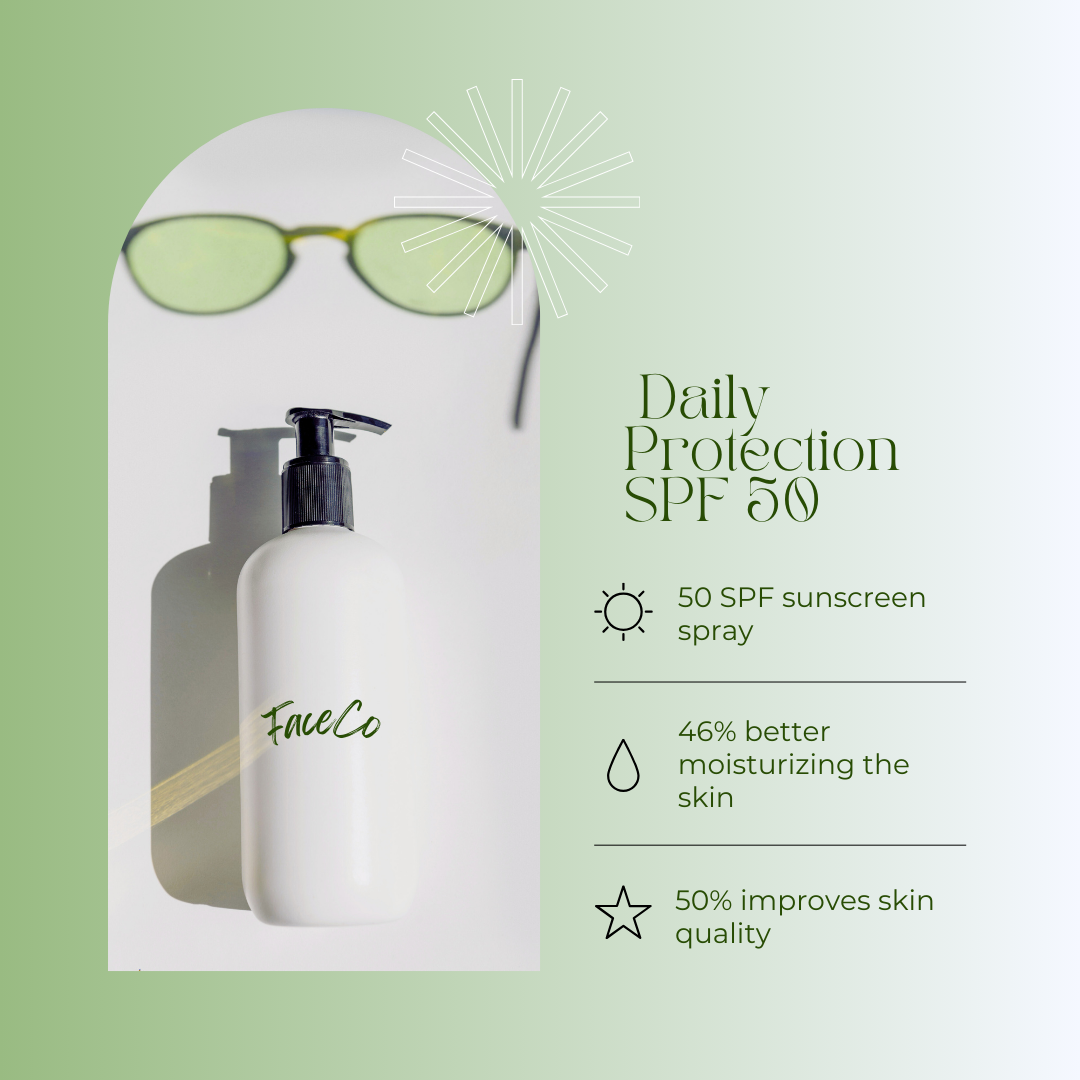 Daily
Protection
SPF 50
50 SPF sunscreen
spray
46% better
moisturizing the
skin
50% improves skin
quality
FaceCo